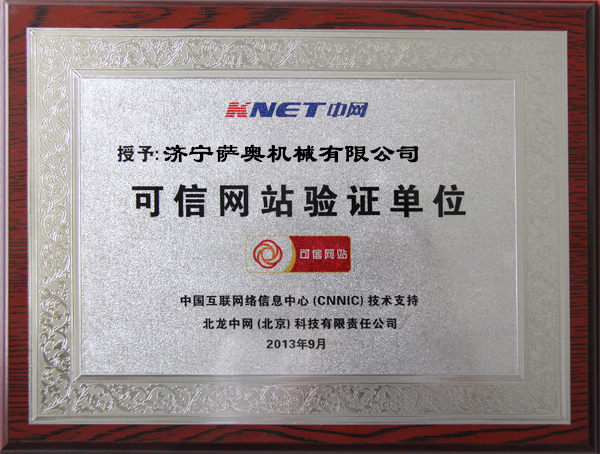 KNET中网
授予:济宁萨奥机械有限公司
可信网站验证单位
可信网站
中国互联网络信息中心(CNNIC)技术支持
北龙中网(北京)科技有限责任公司
2013年9月